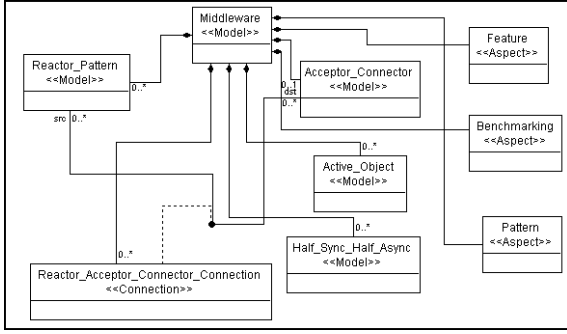 Middleware
<<Model>>
Feature
<<Aspect>>
Reactor_Pattern
<<Model>>
Acceptor_Connector
<<Model>>
0..*
0..1
dst
0..*
src 0..*
Benchmarking
<<Aspect>>
0..*
Active_Object
<<Model>>
Pattern
<<Aspect>>
0..*
0..*
Half_Sync_Half_Async
<<Model>>
Reactor_Acceptor_Connector_Connection
<<Connection>>